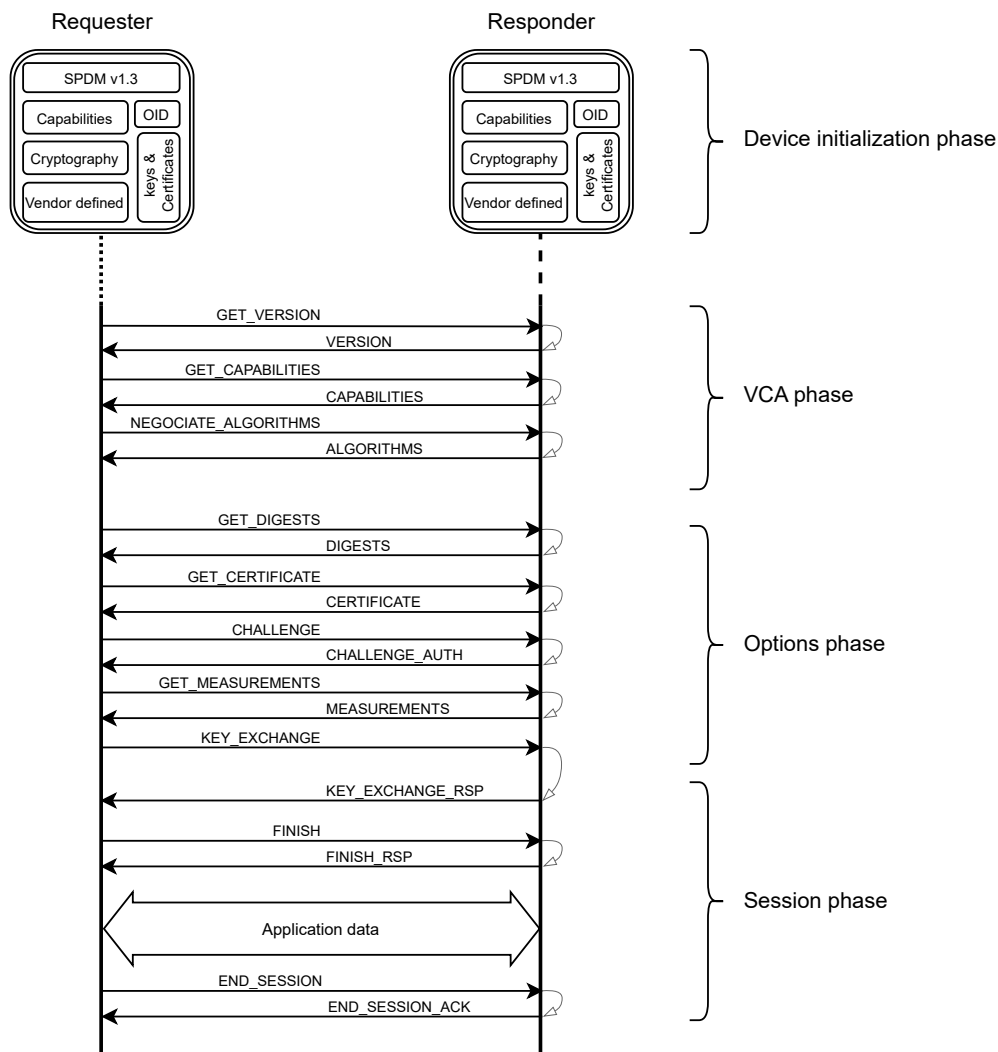 Requester
Responder
SPDM v1.3
Capabilities
OID
Cryptography
keys &
Certificates
Vendor defined
SPDM v1.3
Capabilities
OID
Cryptography
keys &
Certificates
Vendor defined
Device initialization phase
GET_VERSION
VERSION
GET_CAPABILITIES
CAPABILITIES
NEGOCIATE_ALGORITHMS
ALGORITHMS
VCA phase
GET_DIGESTS
DIGESTS
GET_CERTIFICATE
CERTIFICATE
CHALLENGE
CHALLENGE_AUTH
GET_MEASUREMENTS
MEASUREMENTS
KEY_EXCHANGE
Options phase
KEY_EXCHANGE_RSP
FINISH
FINISH_RSP
Application data
END_SESSION
END_SESSION_ACK
Session phase